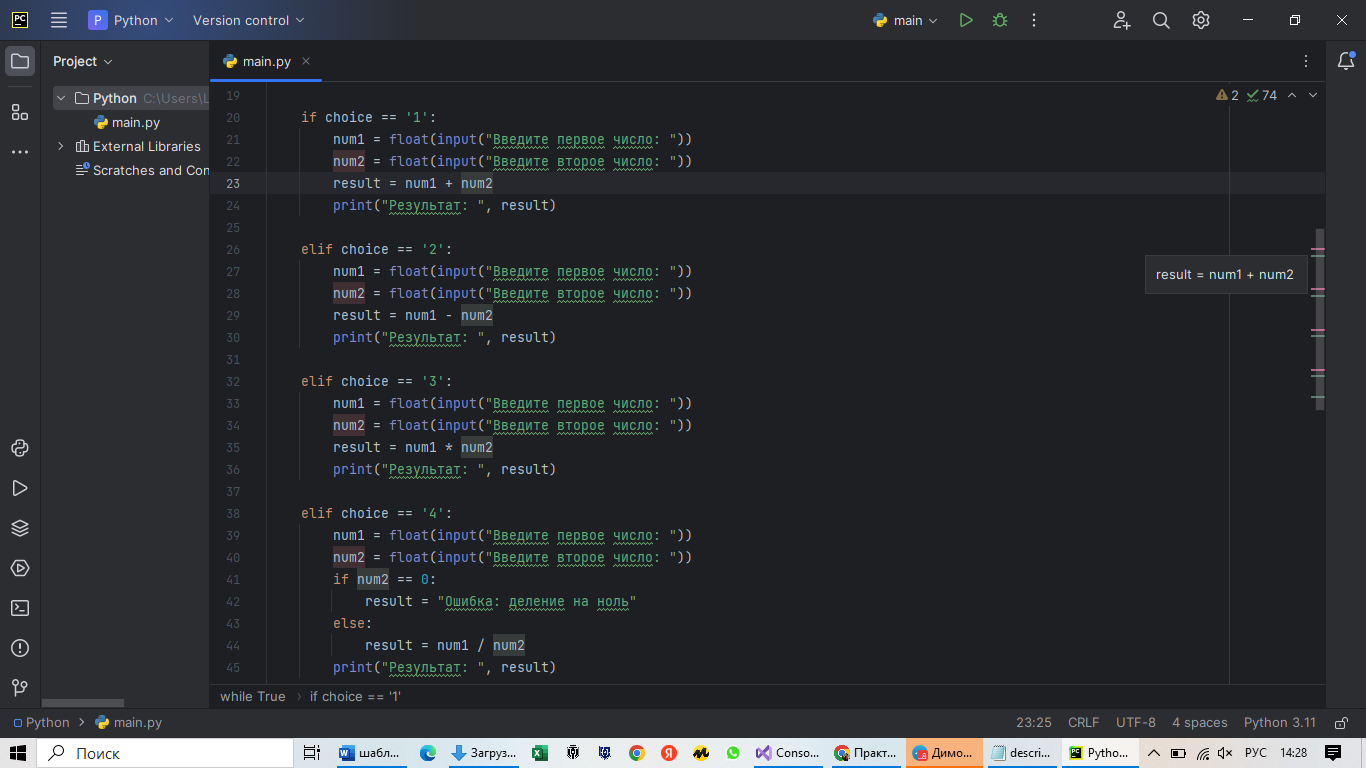 PC
P Python Version control main
Project
main.py
Python C:\Users\L
main.py
External Libraries
Scratches and Con
2 74
19
20 if choice == '1':
21 num1 = float(input("Введите первое число: "))
22 num2 = float(input("Введите второе число: "))
23 result = num1 + num2
24 print("Результат: ", result)
25
26 elif choice == '2':
27 num1 = float(input("Введите первое число: "))
28 num2 = float(input("Введите второе число: "))
29 result = num1 - num2
30 print("Результат: ", result)
31
32 elif choice == '3':
33 num1 = float(input("Введите первое число: "))
34 num2 = float(input("Введите второе число: "))
35 result = num1 * num2
36 print("Результат: ", result)
37
38 elif choice == '4':
39 num1 = float(input("Введите первое число: "))
40 num2 = float(input("Введите второе число: "))
41 if num2 == 0:
42 result = "Ошибка: деление на ноль"
43 else:
44 result = num1 / num2
45 print("Результат: ", result)
result = num1 + num2
while True if choice == '1'
Python main.py 23:25 CRLF UTF-8 4 spaces Python 3.11
Поиск шабл... Загруз... Conso... Практ... Димо... descri... Pytho... РУС 14:28